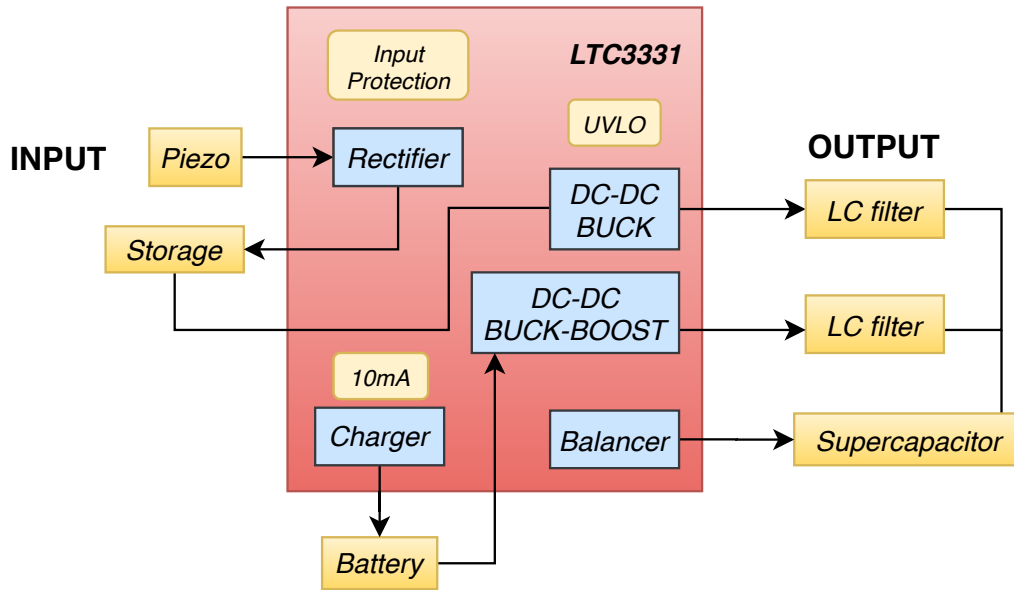 Input
Protection
LTC3331
UVLO
INPUT
Piezo
Rectifier
OUTPUT
DC-DC
BUCK
LC filter
Storage
DC-DC
BUCK-BOOST
LC filter
10mA
Charger
Balancer
Supercapacitor
Battery